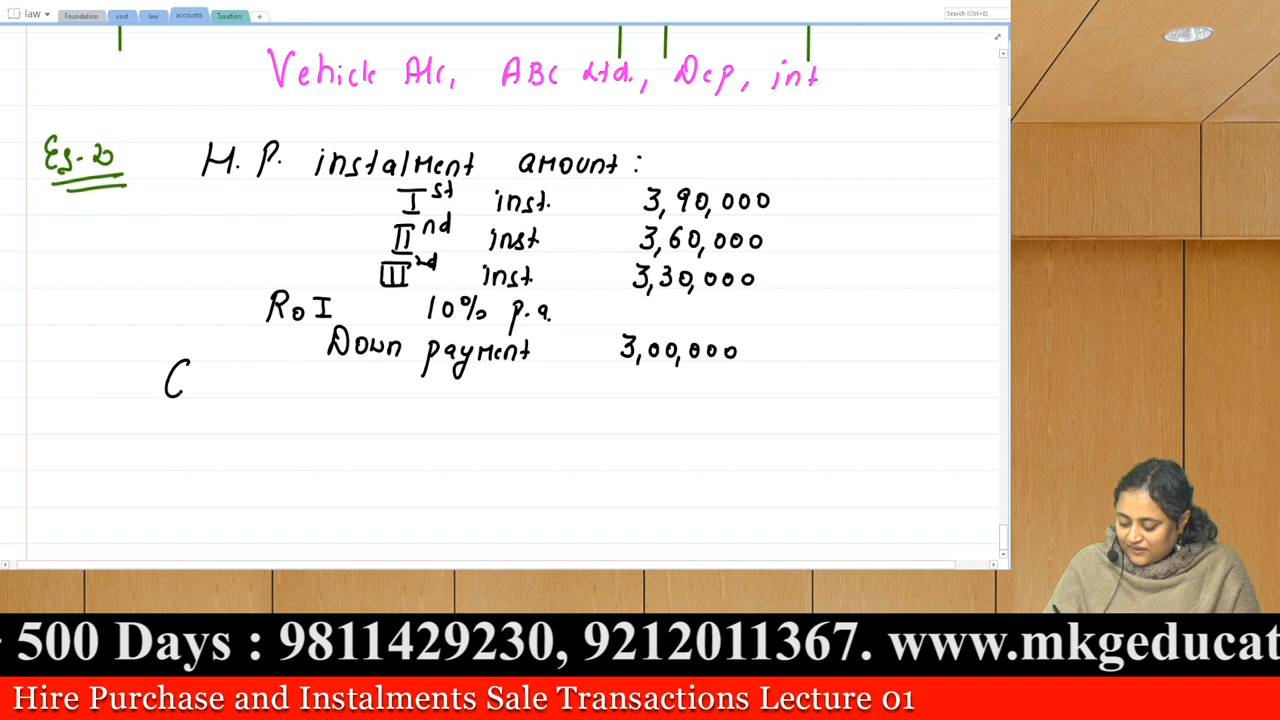 law Foundation cost law accounts Taxation + Search (Ctrl+E)
Vehicle A/c, ABC Ltd., Dep, int
Eg-20 H. P. instalment amount :
Ist inst. 3,90,000
IInd inst 3,60,000
IIIrd inst. 3,30,000
RoI 10% p.a.
Down payment 3,00,000
C
500 Days : 9811429230, 9212011367. www.mkgeducat
Hire Purchase and Instalments Sale Transactions Lecture 01